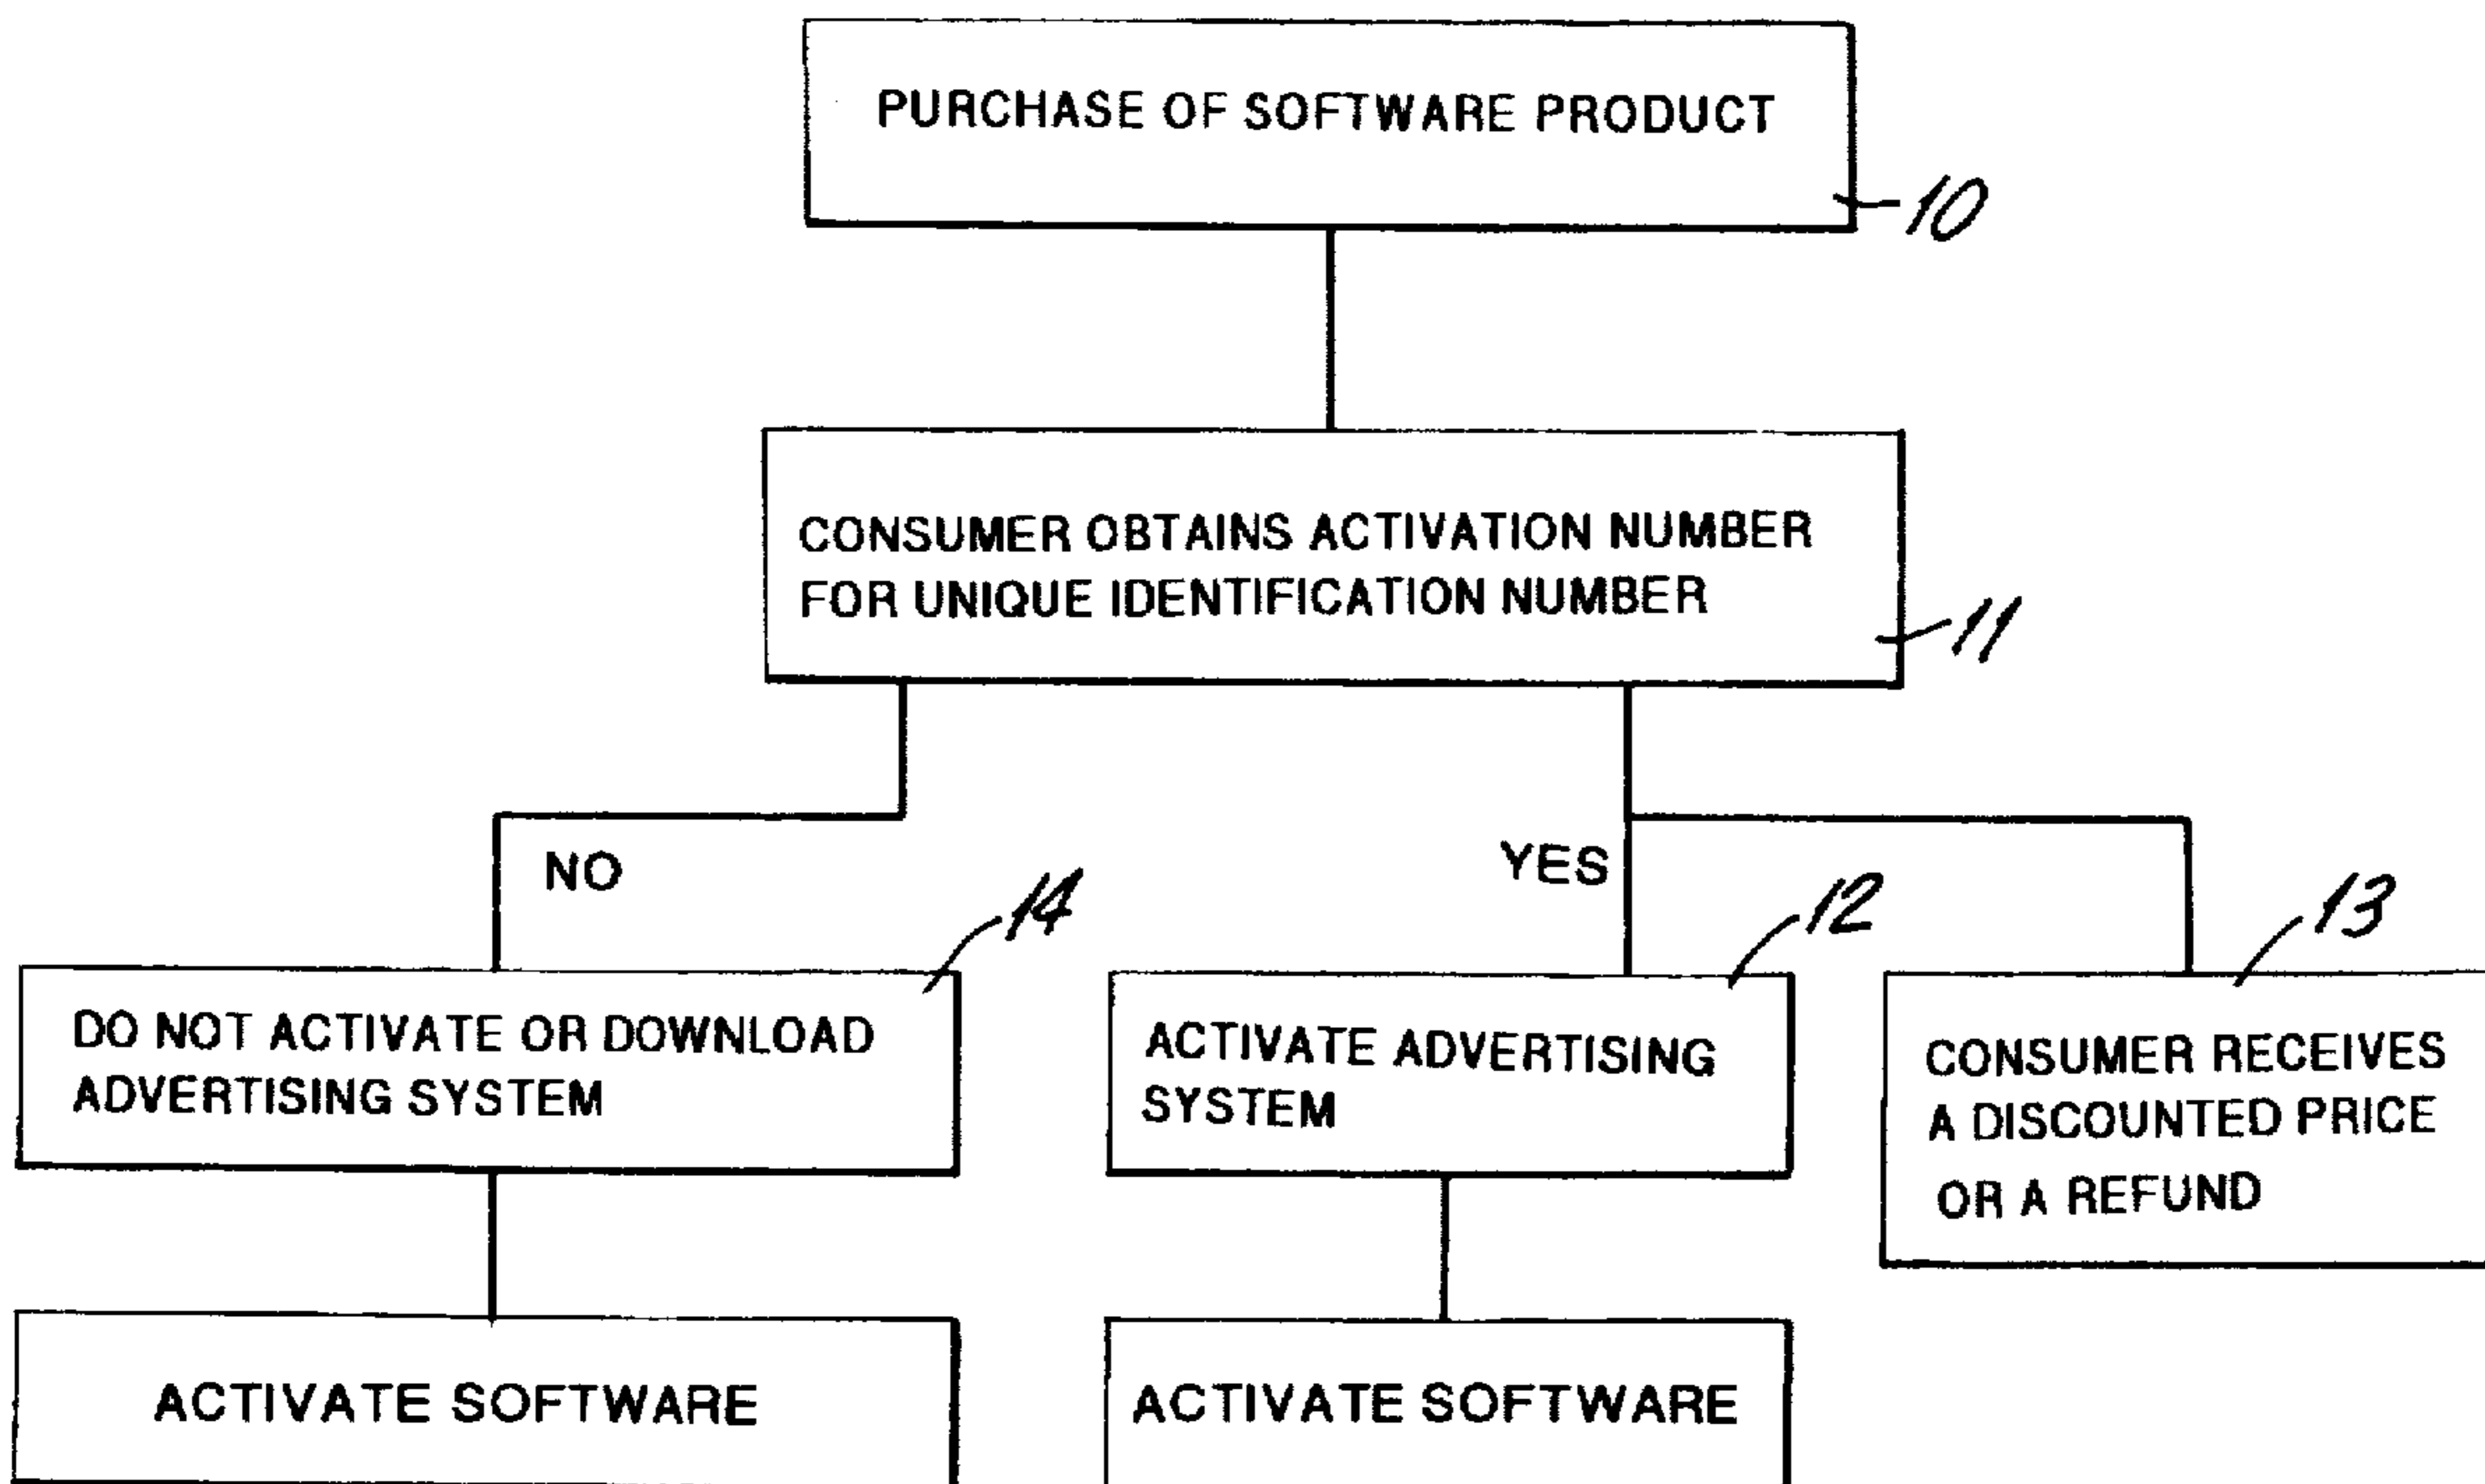 PURCHASE OF SOFTWARE PRODUCT
10
CONSUMER OBTAINS ACTIVATION NUMBER
FOR UNIQUE IDENTIFICATION NUMBER
11
NO
YES
14
12
13
DO NOT ACTIVATE OR DOWNLOAD
ADVERTISING SYSTEM
ACTIVATE ADVERTISING
SYSTEM
CONSUMER RECEIVES
A DISCOUNTED PRICE
OR A REFUND
ACTIVATE SOFTWARE
ACTIVATE SOFTWARE